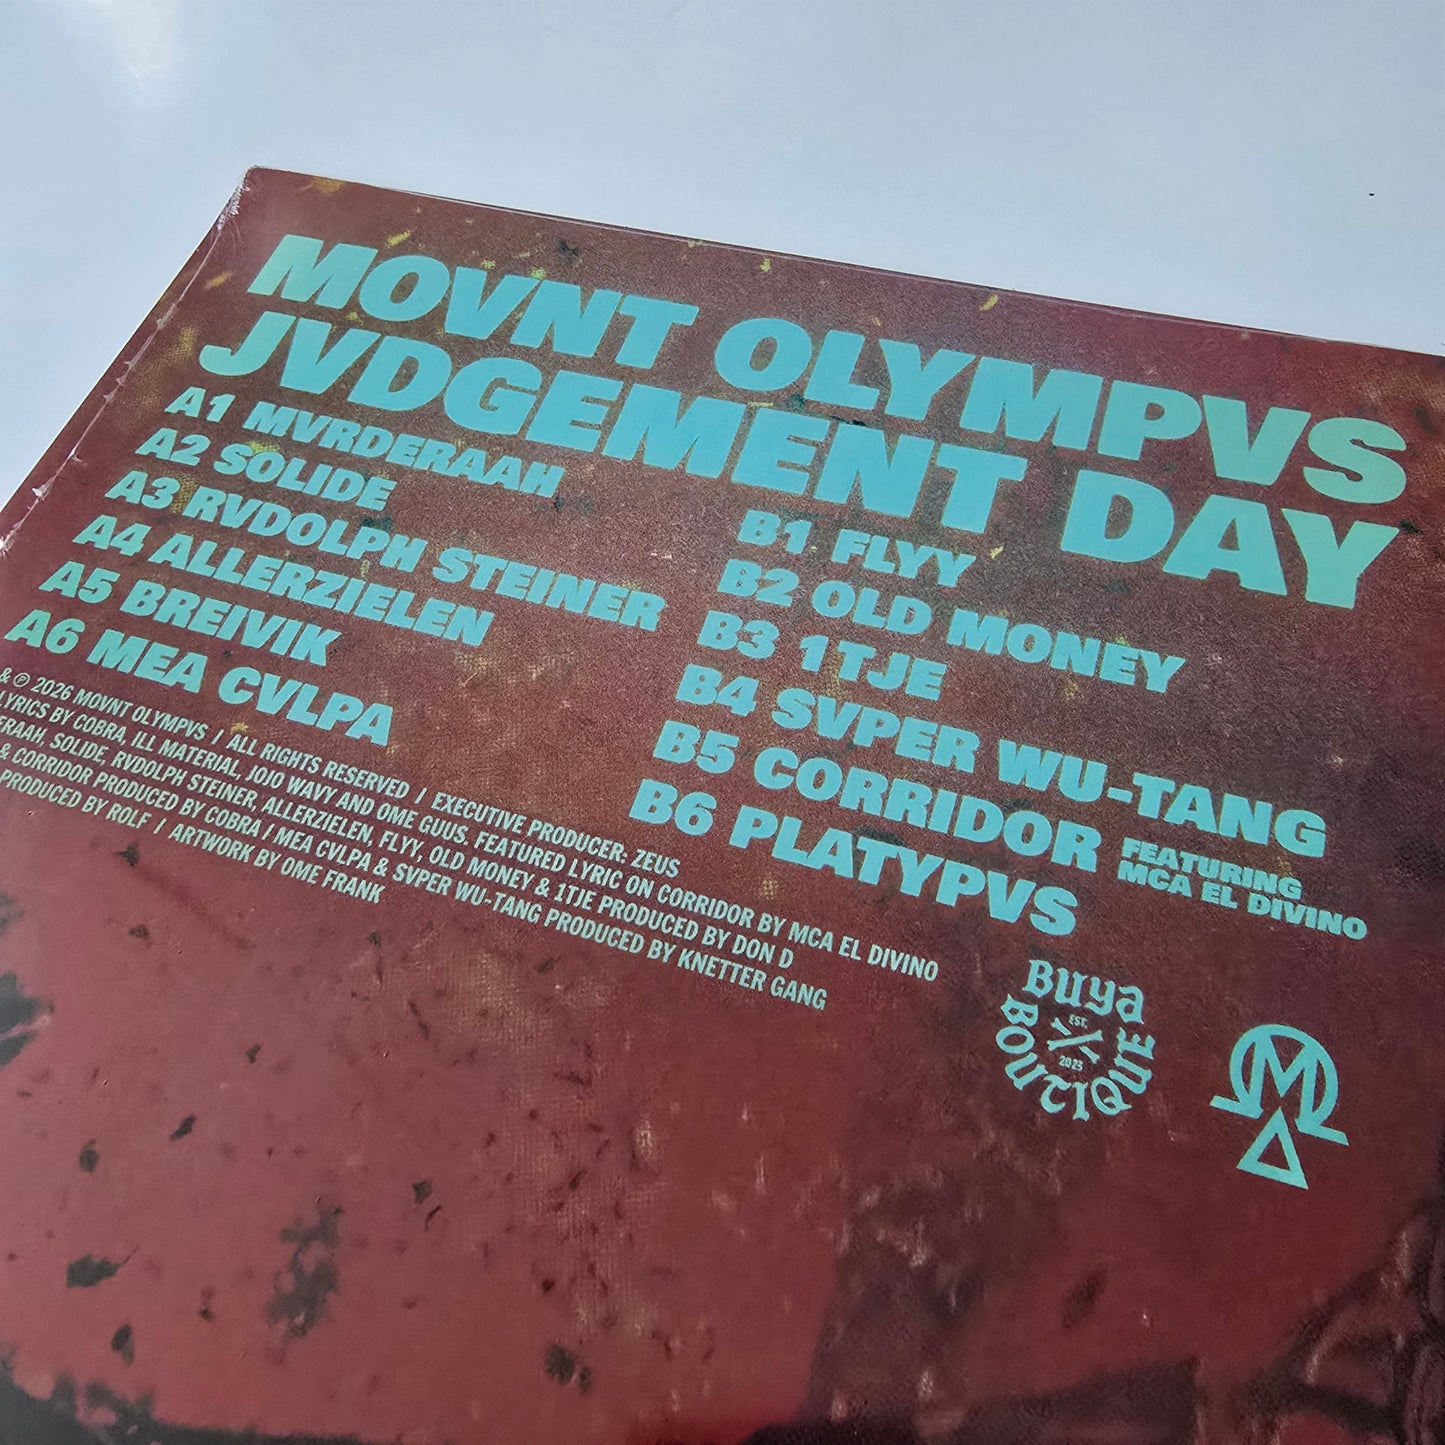 MOVNT OLYMPVS
JVDGEMENT DAY
A1 MVRDERAAH
A2 SOLIDE
A3 RVDOLPH STEINER
A4 ALLERZIELEN
A5 BREIVIK
A6 MEA CVLPA
B1 FLYY
B2 OLD MONEY
B3 1TJE
B4 SVPER WU-TANG
B5 CORRIDOR FEATURING
MCA EL DIVINO
B6 PLATYPVS
& ℗ 2026 MOVNT OLYMPVS / ALL RIGHTS RESERVED / EXECUTIVE PRODUCER: ZEUS
LYRICS BY COBRA, ILL MATERIAL, JOJO WAVY AND OME GUUS. FEATURED LYRIC ON CORRIDOR BY MCA EL DIVINO
ERAAH, SOLIDE, RVDOLPH STEINER, ALLERZIELEN, FLYY, OLD MONEY & 1TJE PRODUCED BY DON D
& CORRIDOR PRODUCED BY COBRA / MEA CVLPA & SVPER WU-TANG PRODUCED BY KNETTER GANG
PRODUCED BY ROLF / ARTWORK BY OME FRANK
BUYA
BOUTIQUE
EST.
2023